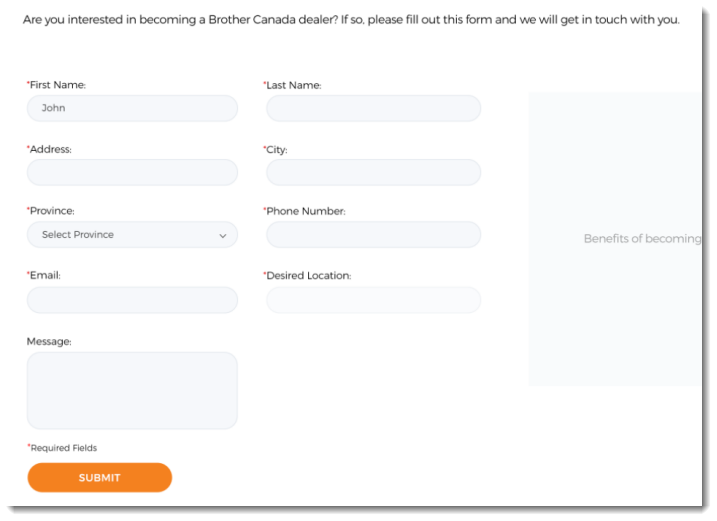 Are you interested in becoming a Brother Canada dealer? If so, please fill out this form and we will get in touch with you.
*First Name:
*Last Name:
John
*Address:
*City:
*Province:
*Phone Number:
Select Province
Benefits of becoming
*Email:
*Desired Location:
Message:
*Required Fields
SUBMIT